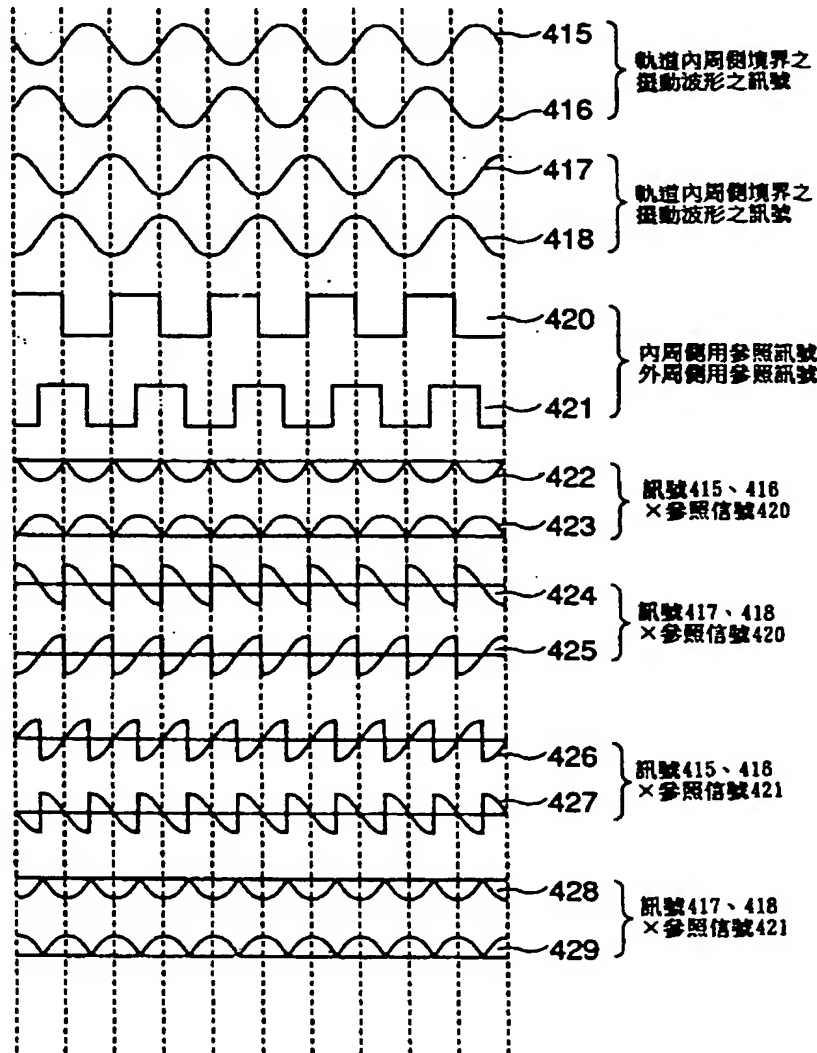 415
軌道內周側境界之
搖動波形之訊號
416
417
軌道內周側境界之
搖動波形之訊號
418
420
內周側用參照訊號
外周側用參照訊號
421
422
訊號415、416
×參照信號420
423
424
訊號417、418
×參照信號420
425
426
訊號415、416
×參照信號421
427
428
訊號417、418
×參照信號421
429